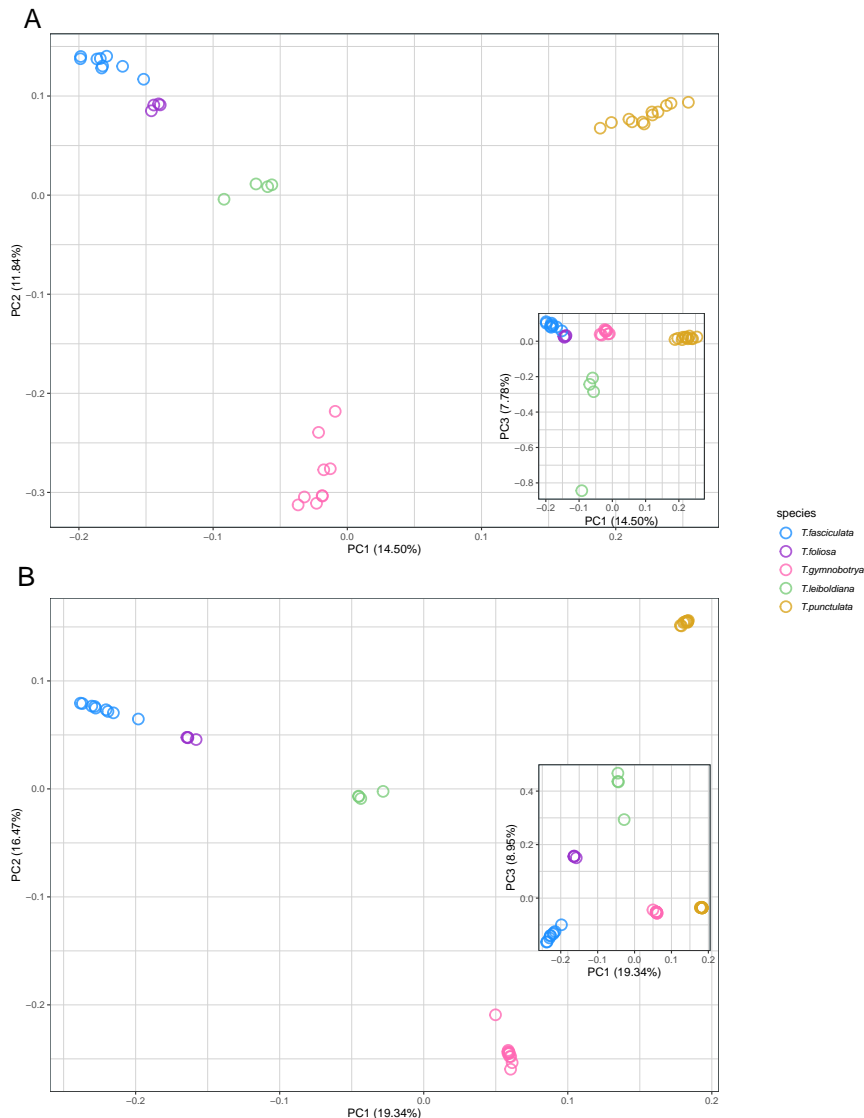 A
0.1
0.0
−0.1
−0.2
−0.3
PC2 (11.84%)
−0.2
−0.1
0.0
0.1
0.2
PC1 (14.50%)
0.0
−0.2
−0.4
−0.6
−0.8
PC3 (7.78%)
−0.2
−0.1
0.0
0.1
0.2
PC1 (14.50%)
species
T.fasciculata
T.foliosa
T.gymnobotrya
T.leiboldiana
T.punctulata
B
0.1
0.0
−0.1
−0.2
PC2 (16.47%)
−0.2
−0.1
0.0
0.1
0.2
PC1 (19.34%)
0.4
0.2
0.0
PC3 (8.95%)
−0.2
−0.1
0.0
0.1
0.2
PC1 (19.34%)